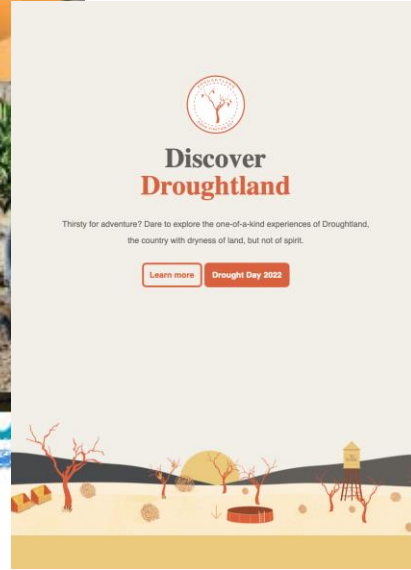 Discover
Droughtland
Thirsty for adventure? Dare to explore the one-of-a-kind experiences of Droughtland,
the country with dryness of land, but not of spirit.
Learn more
Drought Day 2022